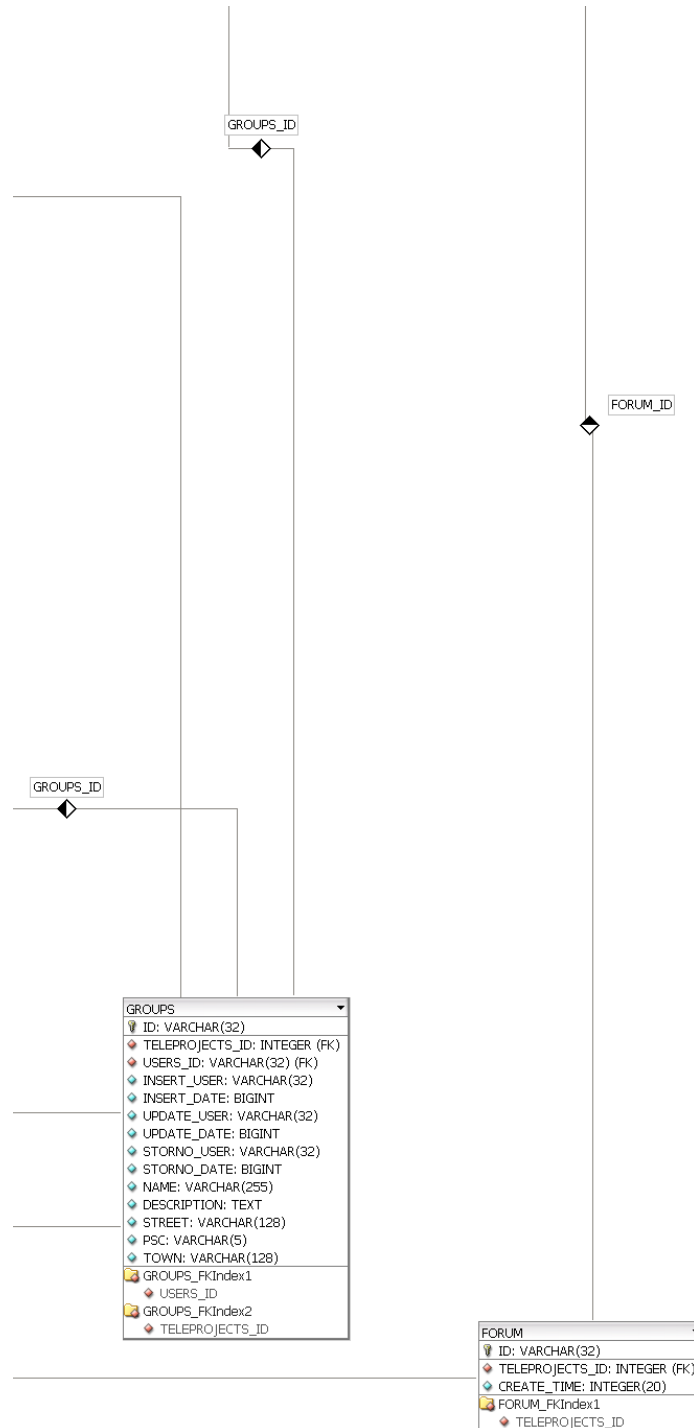 GROUPS_ID
FORUM_ID
GROUPS_ID
GROUPS
ID: VARCHAR(32)
TELEPROJECTS_ID: INTEGER (FK)
USERS_ID: VARCHAR(32) (FK)
INSERT_USER: VARCHAR(32)
INSERT_DATE: BIGINT
UPDATE_USER: VARCHAR(32)
UPDATE_DATE: BIGINT
STORNO_USER: VARCHAR(32)
STORNO_DATE: BIGINT
NAME: VARCHAR(255)
DESCRIPTION: TEXT
STREET: VARCHAR(128)
PSC: VARCHAR(5)
TOWN: VARCHAR(128)
GROUPS_FKIndex1
USERS_ID
GROUPS_FKIndex2
TELEPROJECTS_ID
FORUM
ID: VARCHAR(32)
TELEPROJECTS_ID: INTEGER (FK)
CREATE_TIME: INTEGER(20)
FORUM_FKIndex1
TELEPROJECTS_ID